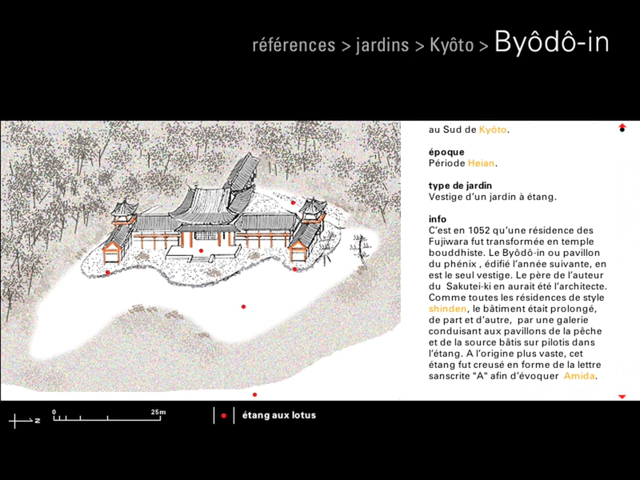 références > jardins > Kyôto > Byôdô-in
au Sud de Kyôto.
époque
Période Heian.
type de jardin
Vestige d'un jardin à étang.
info
C'est en 1052 qu'une résidence des
Fujiwara fut transformée en temple
bouddhiste. Le Byôdô-in ou pavillon
du phénix , édifié l'année suivante, en
est le seul vestige. Le père de l'auteur
du Sakutei-ki en aurait été l'architecte.
Comme toutes les résidences de style
shinden, le bâtiment était prolongé,
de part et d'autre, par une galerie
conduisant aux pavillons de la pêche
et de la source bâtis sur pilotis dans
l'étang. A l'origine plus vaste, cet
étang fut creusé en forme de la lettre
sanscrite "A" afin d'évoquer Amida.
N
0 25m
étang aux lotus